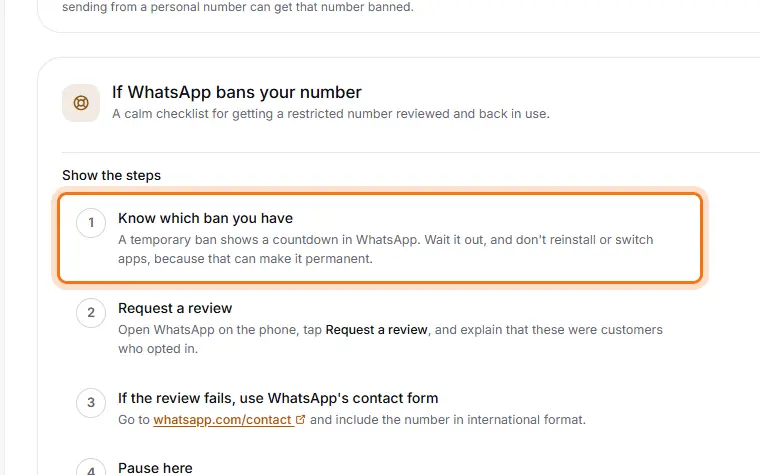 sending from a personal number can get that number banned.
If WhatsApp bans your number
A calm checklist for getting a restricted number reviewed and back in use.
Show the steps
1
Know which ban you have
A temporary ban shows a countdown in WhatsApp. Wait it out, and don't reinstall or switch
apps, because that can make it permanent.
2
Request a review
Open WhatsApp on the phone, tap Request a review, and explain that these were customers
who opted in.
3
If the review fails, use WhatsApp's contact form
Go to whatsapp.com/contact and include the number in international format.
4
Pause here